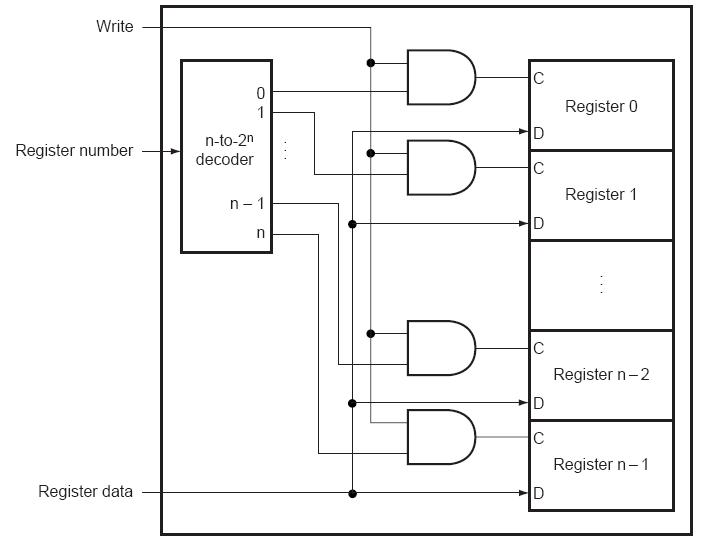 Write
0
1
n-to-2ⁿ
decoder
⋮
n – 1
n
Register number
Register data
C
Register 0
D
C
Register 1
D
⋮
C
Register n – 2
D
C
Register n – 1
D